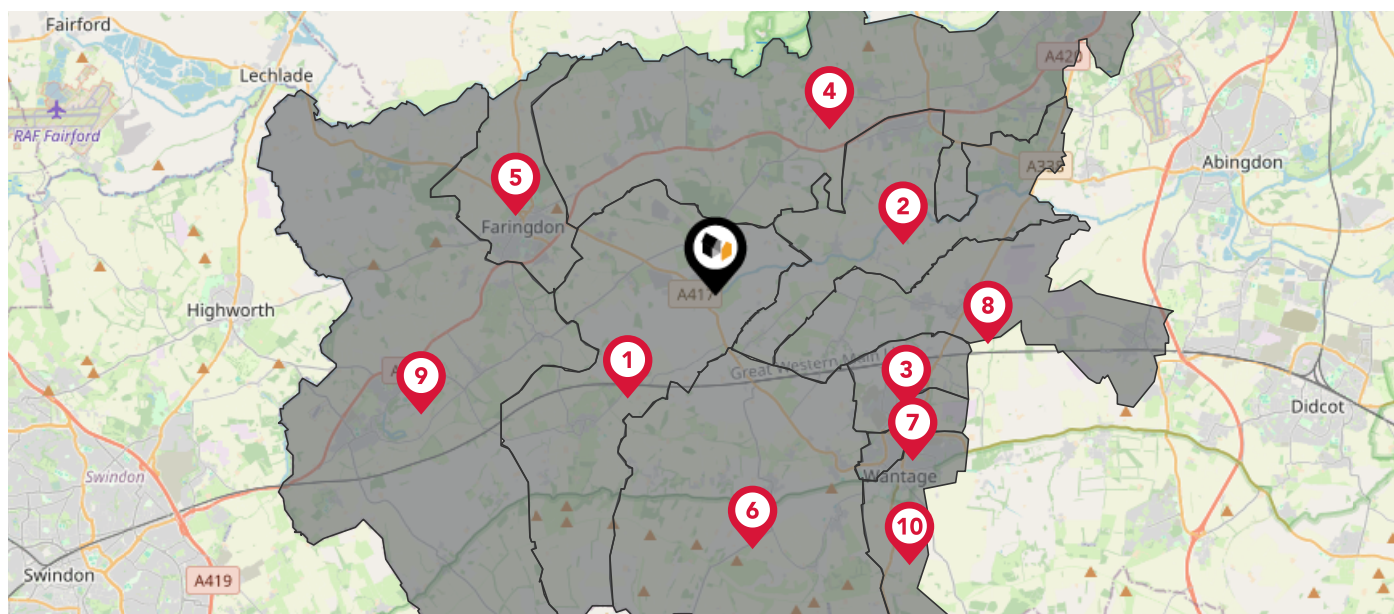 Fairford
Lechlade
RAF Fairford
A420
4
A338
Abingdon
5
2
Faringdon
A417
Highworth
8
1
Great Western Main
3
9
Didcot
7
Swindon
Wantage
6
10
Swindon
A419